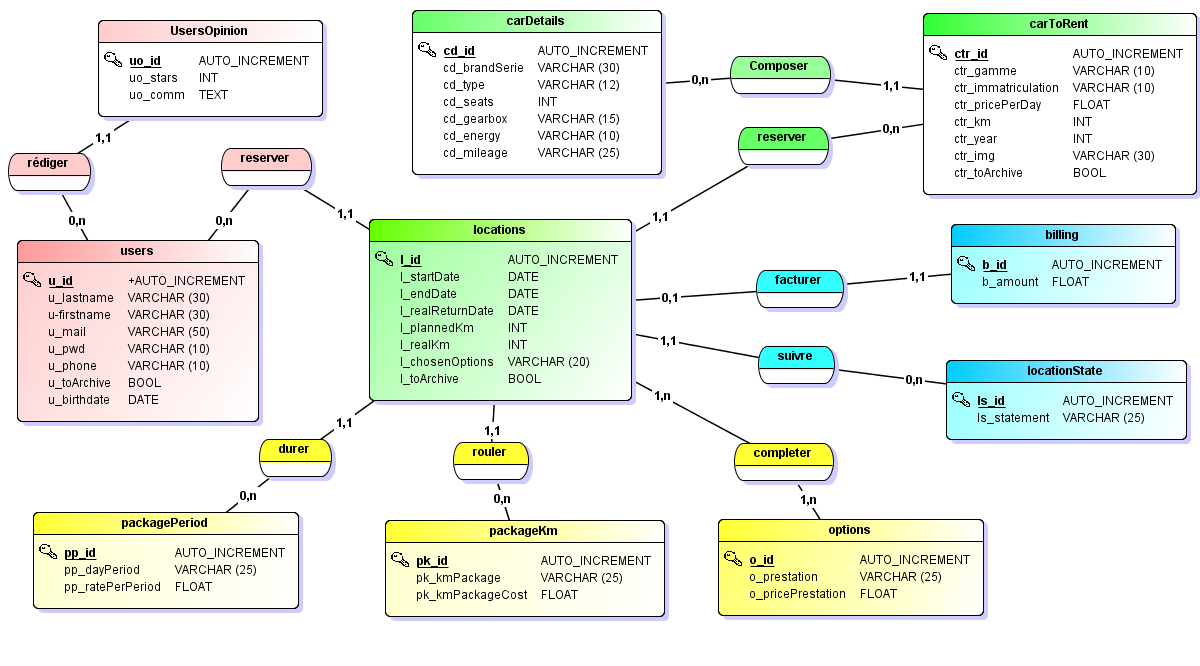 UsersOpinion
uo_id AUTO_INCREMENT
uo_stars INT
uo_comm TEXT
carDetails
cd_id AUTO_INCREMENT
cd_brandSerie VARCHAR (30)
cd_type VARCHAR (12)
cd_seats INT
cd_gearbox VARCHAR (15)
cd_energy VARCHAR (10)
cd_mileage VARCHAR (25)
0,n
Composer
1,1
carToRent
ctr_id AUTO_INCREMENT
ctr_gamme VARCHAR (10)
ctr_immatriculation VARCHAR (10)
ctr_pricePerDay FLOAT
ctr_km INT
ctr_year INT
ctr_img VARCHAR (30)
ctr_toArchive BOOL
1,1
rédiger
0,n
reserver
0,n
1,1
reserver
0,n
1,1
users
u_id +AUTO_INCREMENT
u_lastname VARCHAR (30)
u-firstname VARCHAR (30)
u_mail VARCHAR (50)
u_pwd VARCHAR (10)
u_phone VARCHAR (10)
u_toArchive BOOL
u_birthdate DATE
locations
l_id AUTO_INCREMENT
l_startDate DATE
l_endDate DATE
l_realReturnDate DATE
l_plannedKm INT
l_realKm INT
l_chosenOptions VARCHAR (20)
l_toArchive BOOL
0,1
facturer
1,1
billing
b_id AUTO_INCREMENT
b_amount FLOAT
1,1
suivre
0,n
locationState
ls_id AUTO_INCREMENT
ls_statement VARCHAR (25)
1,1
durer
0,n
1,1
rouler
0,n
1,n
completer
1,n
packagePeriod
pp_id AUTO_INCREMENT
pp_dayPeriod VARCHAR (25)
pp_ratePerPeriod FLOAT
packageKm
pk_id AUTO_INCREMENT
pk_kmPackage VARCHAR (25)
pk_kmPackageCost FLOAT
options
o_id AUTO_INCREMENT
o_prestation VARCHAR (25)
o_pricePrestation FLOAT